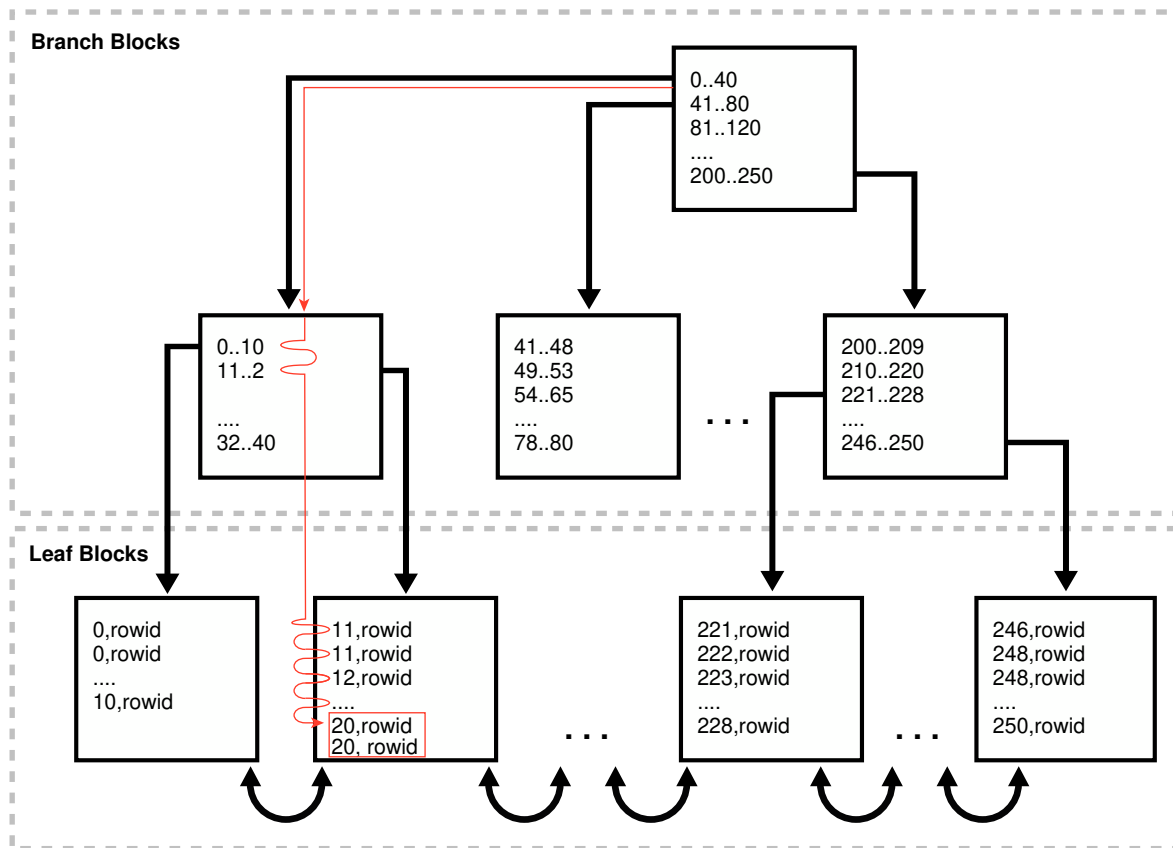 Branch Blocks
0..40
41..80
81..120
....
200..250
0..10
11..2
....
32..40
41..48
49..53
54..65
....
78..80
. . .
200..209
210..220
221..228
....
246..250
Leaf Blocks
0,rowid
0,rowid
....
10,rowid
11,rowid
11,rowid
12,rowid
....
20,rowid
20, rowid
. . .
221,rowid
222,rowid
223,rowid
....
228,rowid
. . .
246,rowid
248,rowid
248,rowid
....
250,rowid